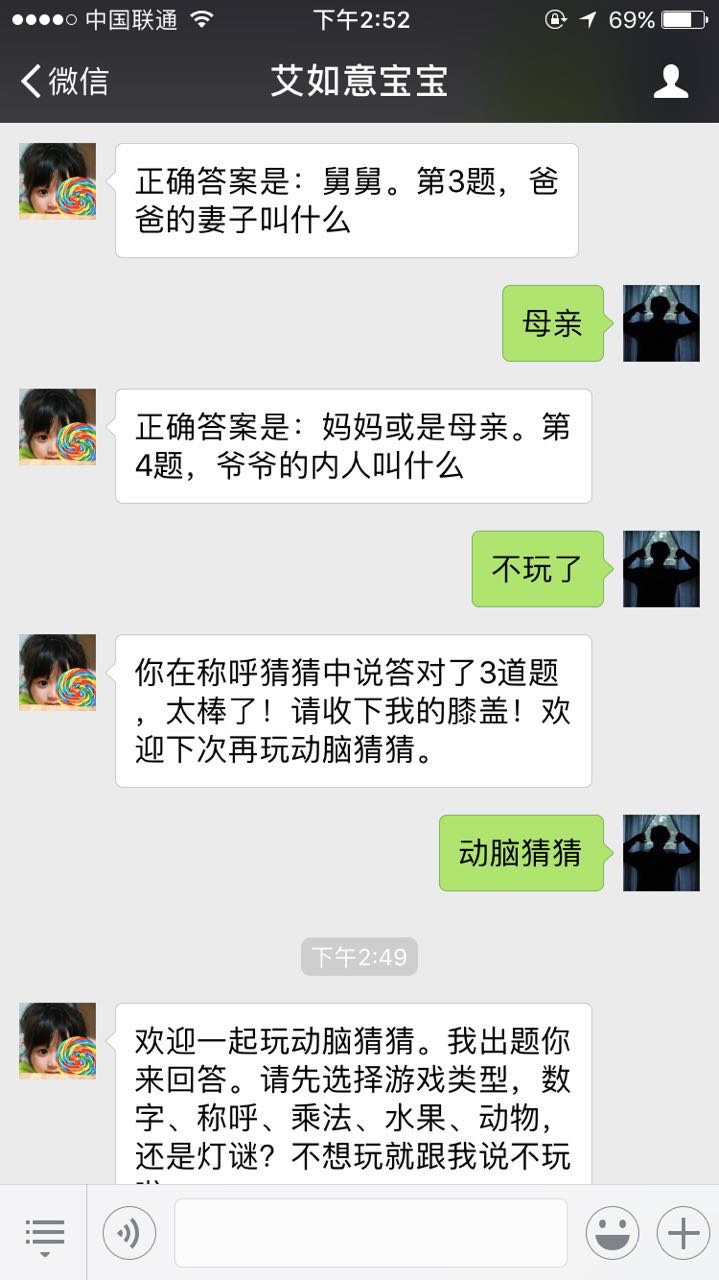 中国联通
下午2:52
69%
微信
艾如意宝宝
正确答案是：舅舅。第3题，爸
爸的妻子叫什么
母亲
正确答案是：妈妈或是母亲。第
4题，爷爷的内人叫什么
不玩了
你在称呼猜猜中说答对了3道题
，太棒了！请收下我的膝盖！欢
迎下次再玩动脑猜猜。
动脑猜猜
下午2:49
欢迎一起玩动脑猜猜。我出题你
来回答。请先选择游戏类型，数
字、称呼、乘法、水果、动物，
还是灯谜？不想玩就跟我说不玩